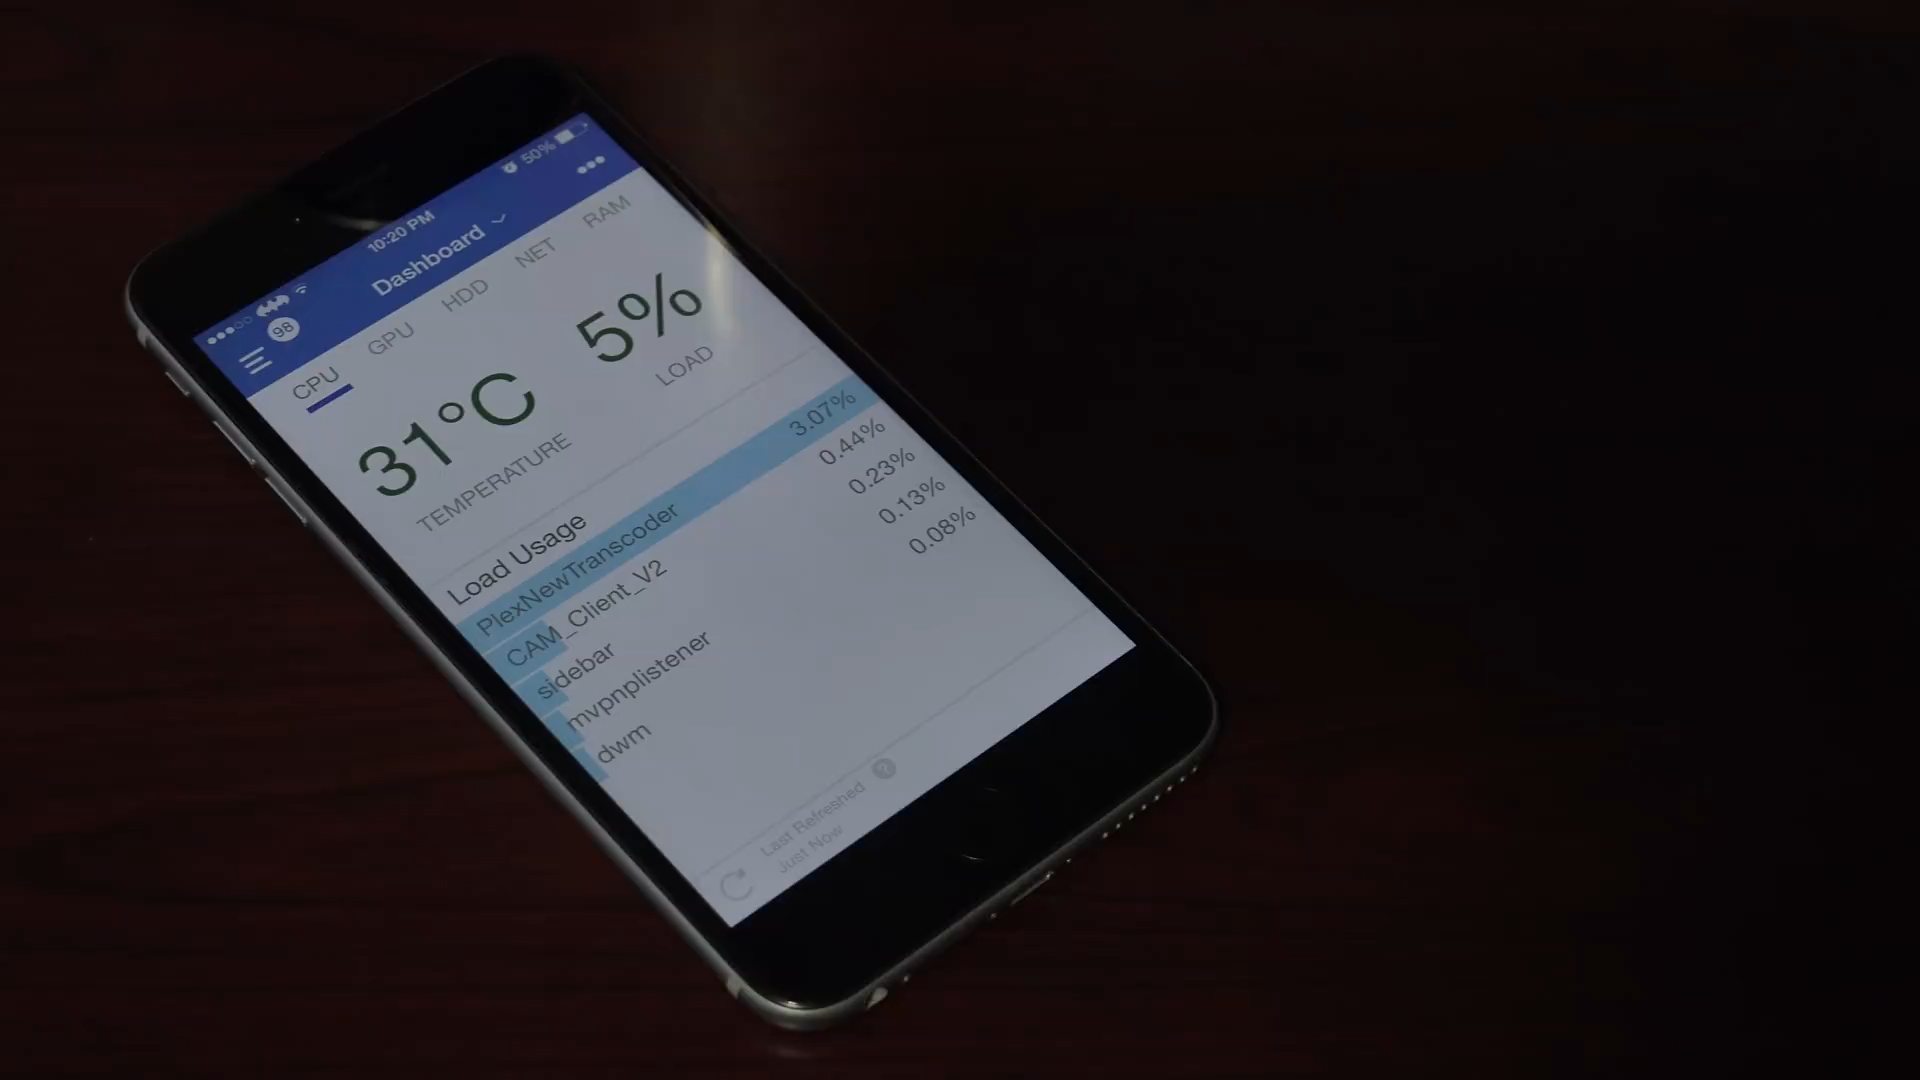 10:20 PM
50%
98
Dashboard
CPU GPU HDD NET RAM
31°C 5%
TEMPERATURE LOAD
Load Usage
PlexNewTranscoder 3.07%
CAM_Client_V2 0.44%
sidebar 0.23%
mvpnplistener 0.13%
dwm 0.08%
Last Refreshed ?
Just Now